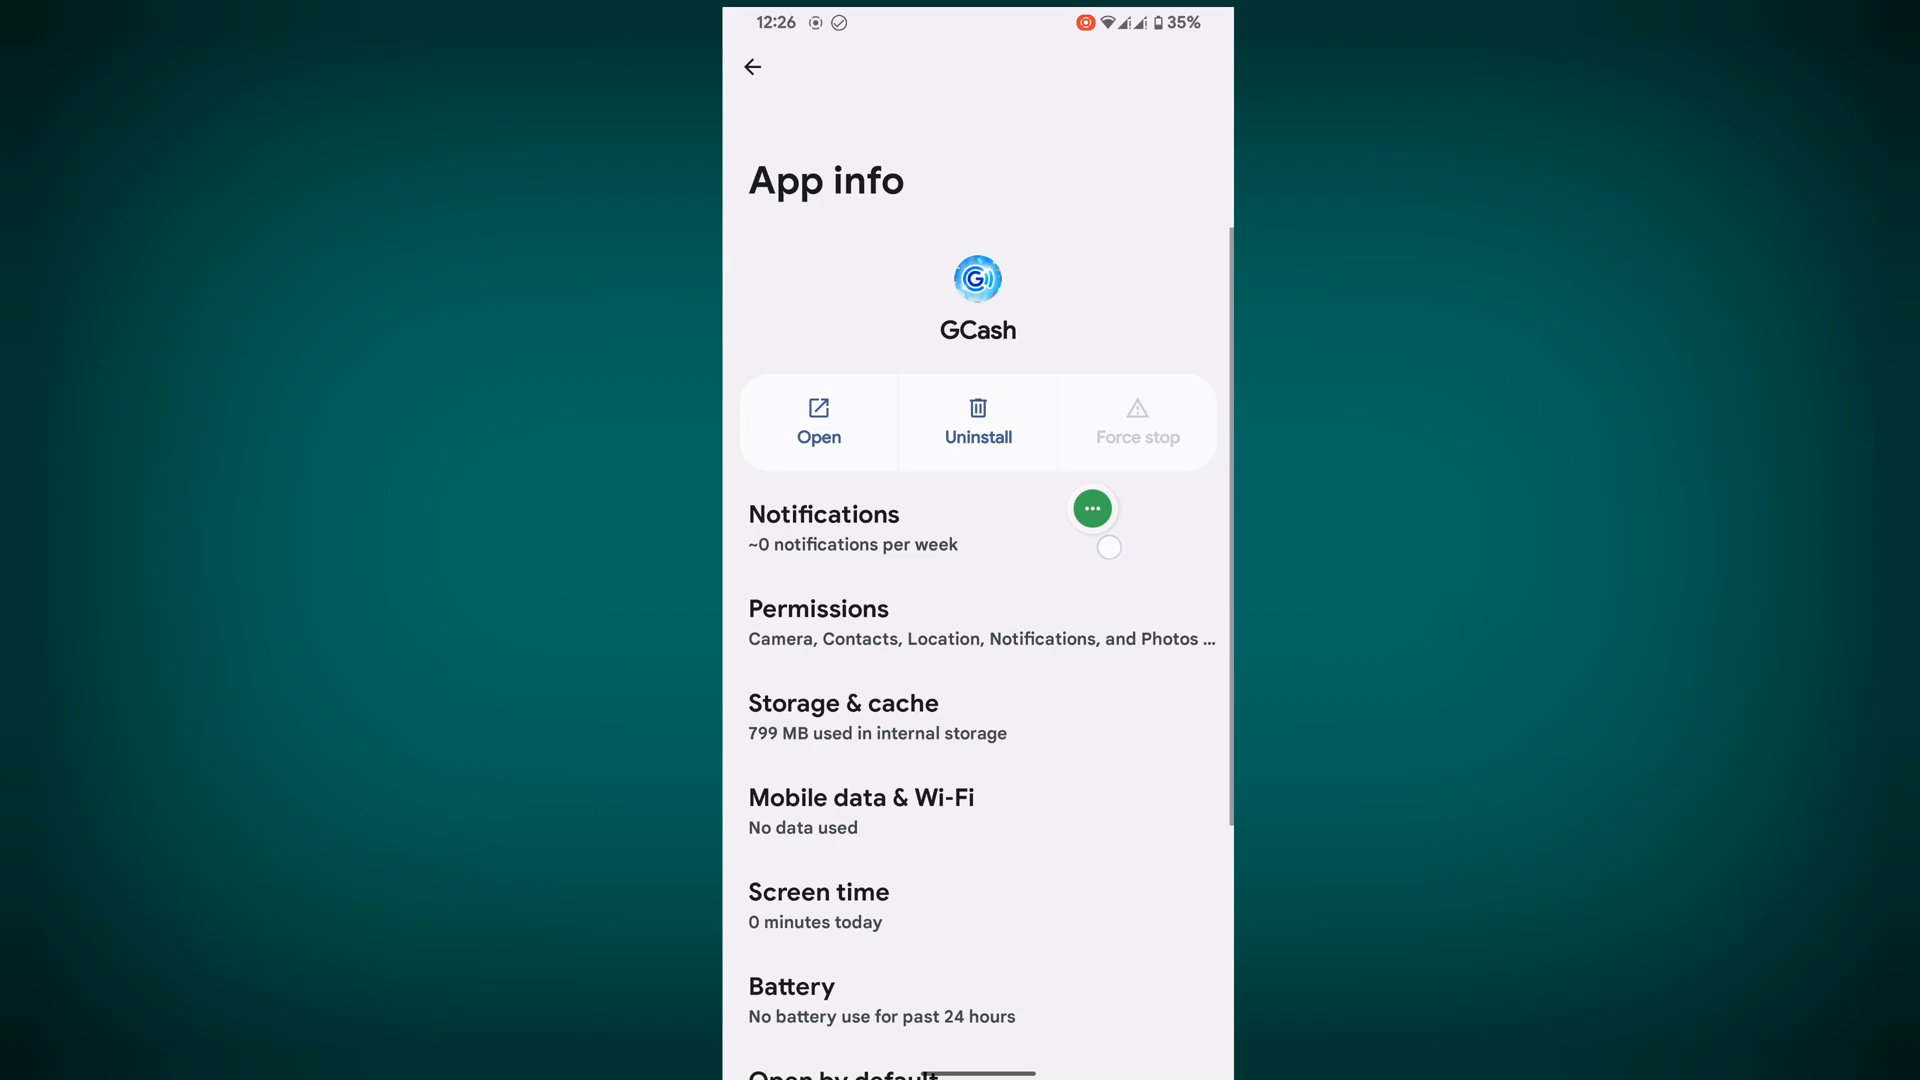 12:26
35%
App info
GCash
Open
Uninstall
Force stop
Notifications
~0 notifications per week
Permissions
Camera, Contacts, Location, Notifications, and Photos ...
Storage & cache
799 MB used in internal storage
Mobile data & Wi-Fi
No data used
Screen time
0 minutes today
Battery
No battery use for past 24 hours
Open by default